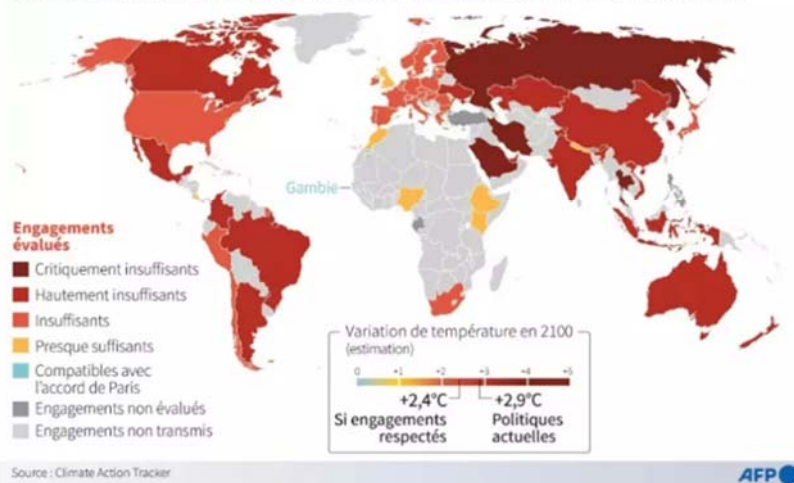 Gambie
Engagements
évalués
Critiquement insuffisants
Hautement insuffisants
Insuffisants
Presque suffisants
Compatibles avec
l'accord de Paris
Engagements non évalués
Engagements non transmis
Variation de température en 2100
(estimation)
0 +1 +2 +3 +4 +5
+2,4°C
Si engagements
respectés
+2,9°C
Politiques
actuelles
Source : Climate Action Tracker
AFP